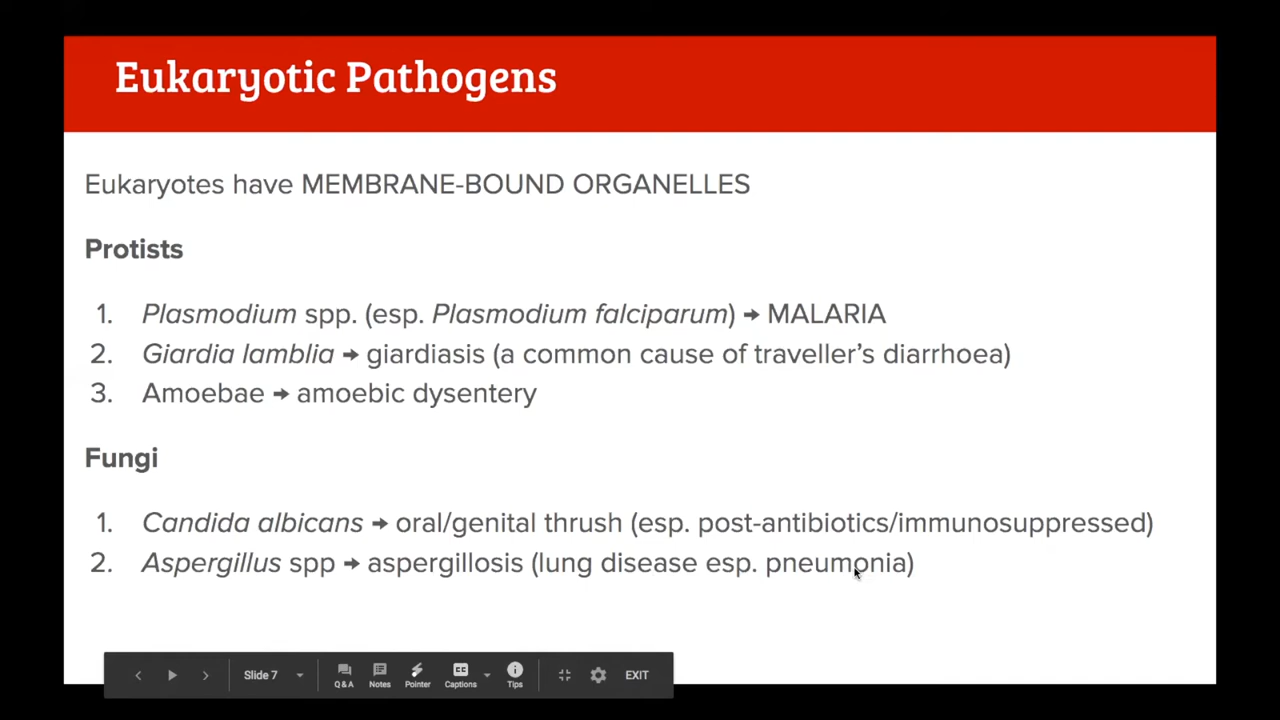 Eukaryotic Pathogens
Eukaryotes have MEMBRANE-BOUND ORGANELLES
Protists
1. Plasmodium spp. (esp. Plasmodium falciparum) → MALARIA
2. Giardia lamblia → giardiasis (a common cause of traveller's diarrhoea)
3. Amoebae → amoebic dysentery
Fungi
1. Candida albicans → oral/genital thrush (esp. post-antibiotics/immunosuppressed)
2. Aspergillus spp → aspergillosis (lung disease esp. pneumonia)
Slide 7 Q&A Notes Pointer CC Captions Tips EXIT